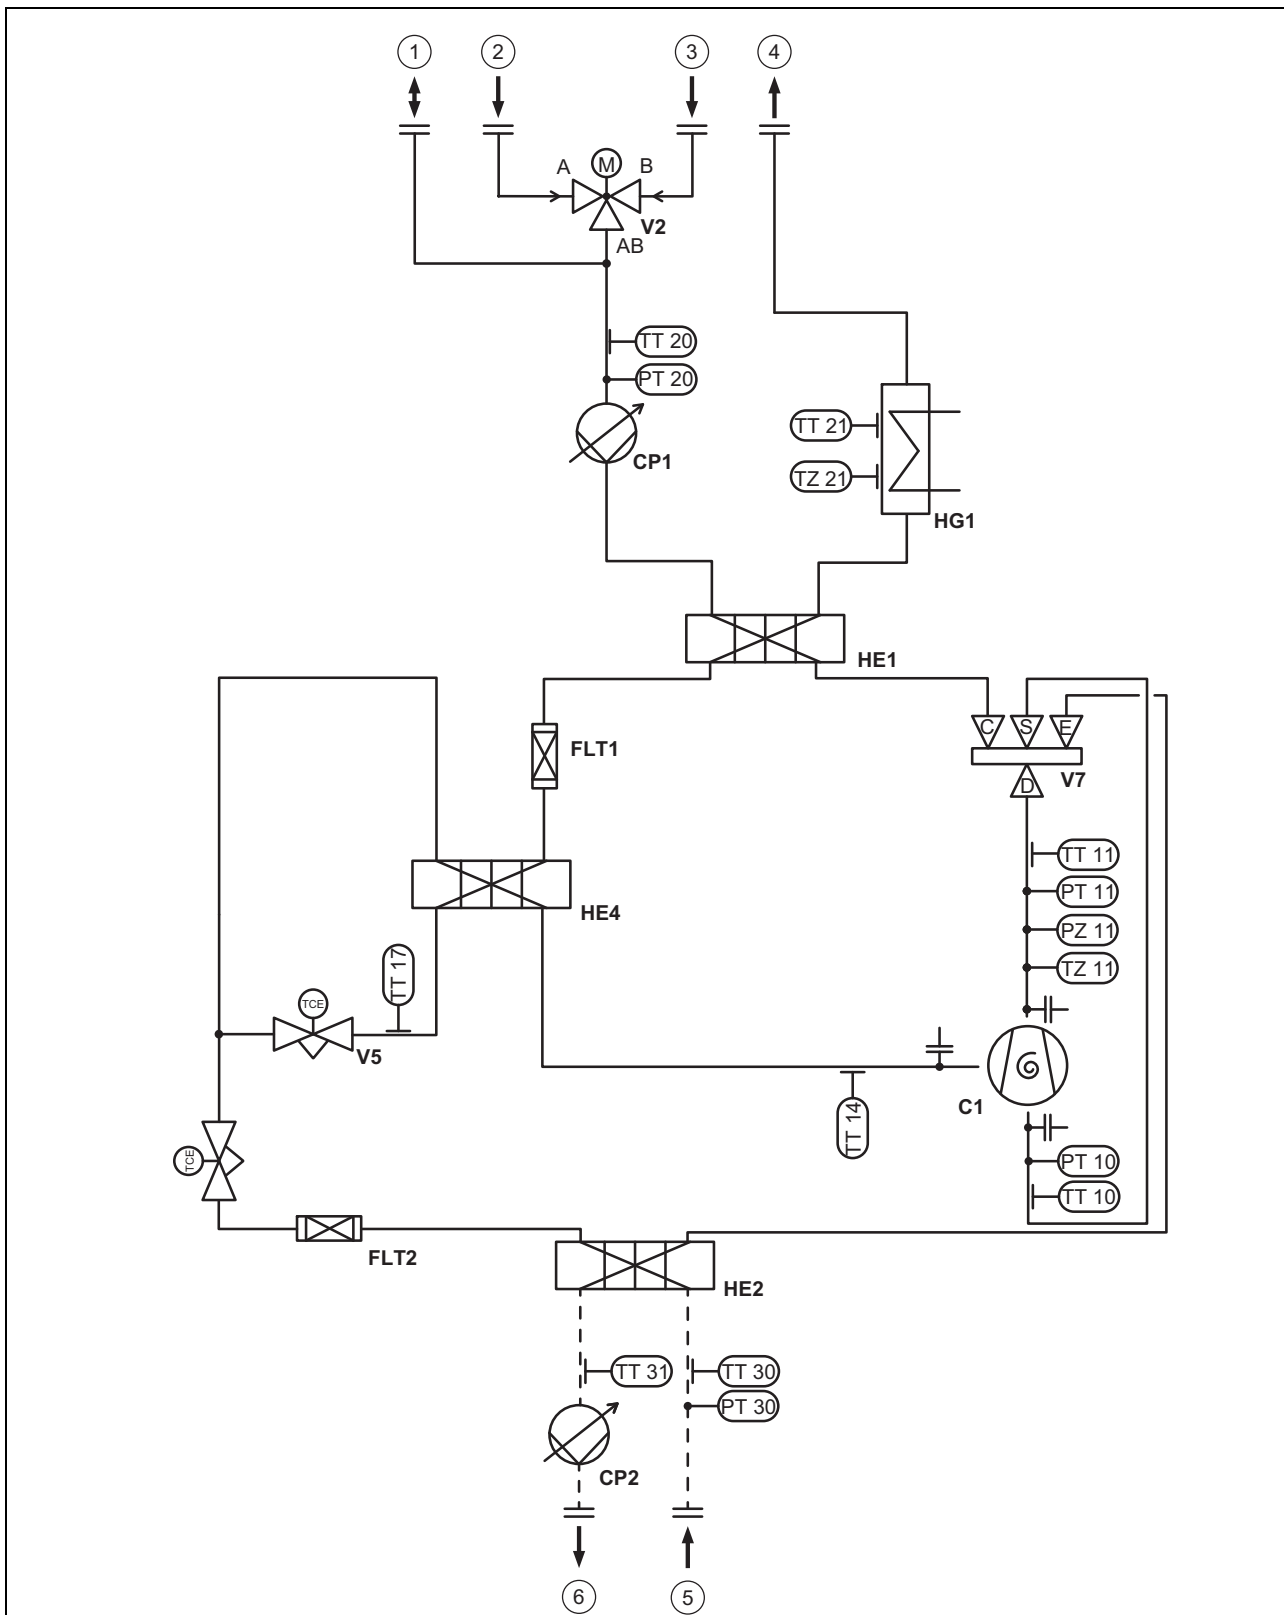 1
2
3
4
A
M
B
V2
AB
TT 20
PT 20
CP1
TT 21
TZ 21
HG1
HE1
C
S
E
V7
D
FLT1
TT 11
PT 11
PZ 11
TZ 11
HE4
TT 17
TCE
V5
TT 14
C1
TCE
PT 10
TT 10
FLT2
HE2
TT 31
TT 30
PT 30
CP2
6
5